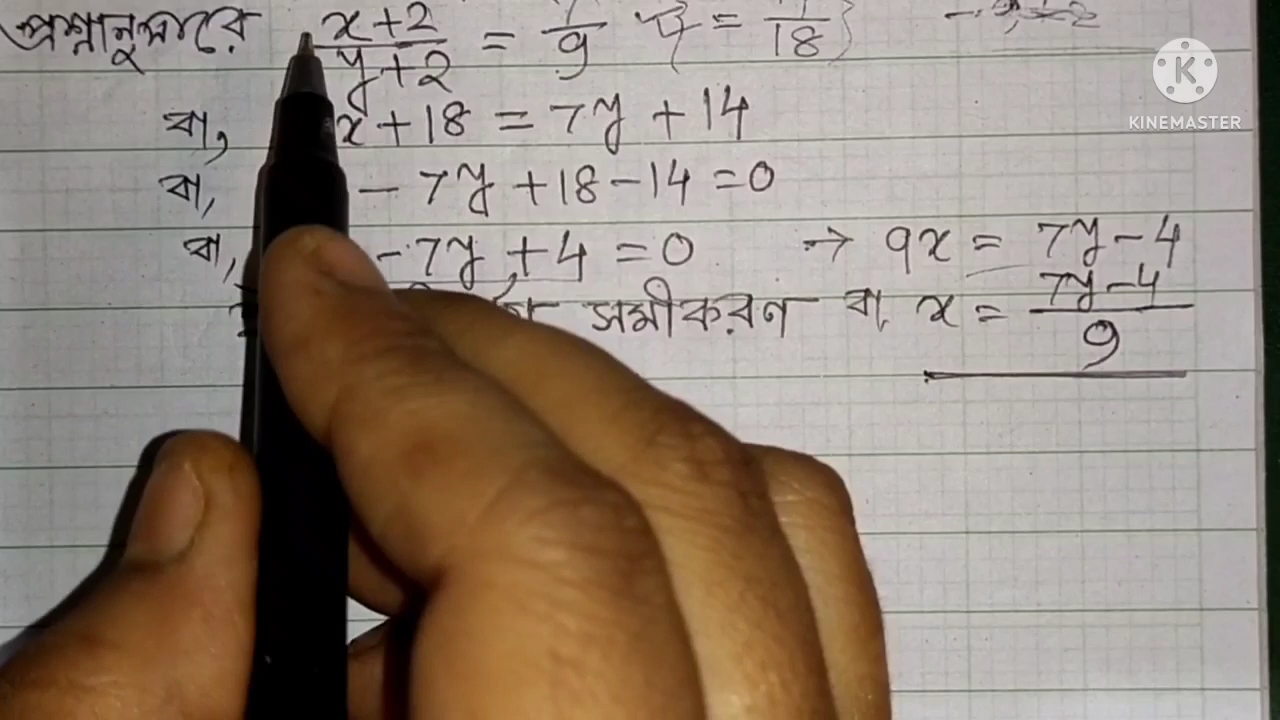 প্রশ্নানুসারে x+2/y+2 = 7/9
x+18 = 7y + 14
বা, - 7y + 18 - 14 = 0
বা, - 7y + 4 = 0 → 9x = 7y - 4
সমীকরণ বা, x = 7y - 4/9
KINEMASTER